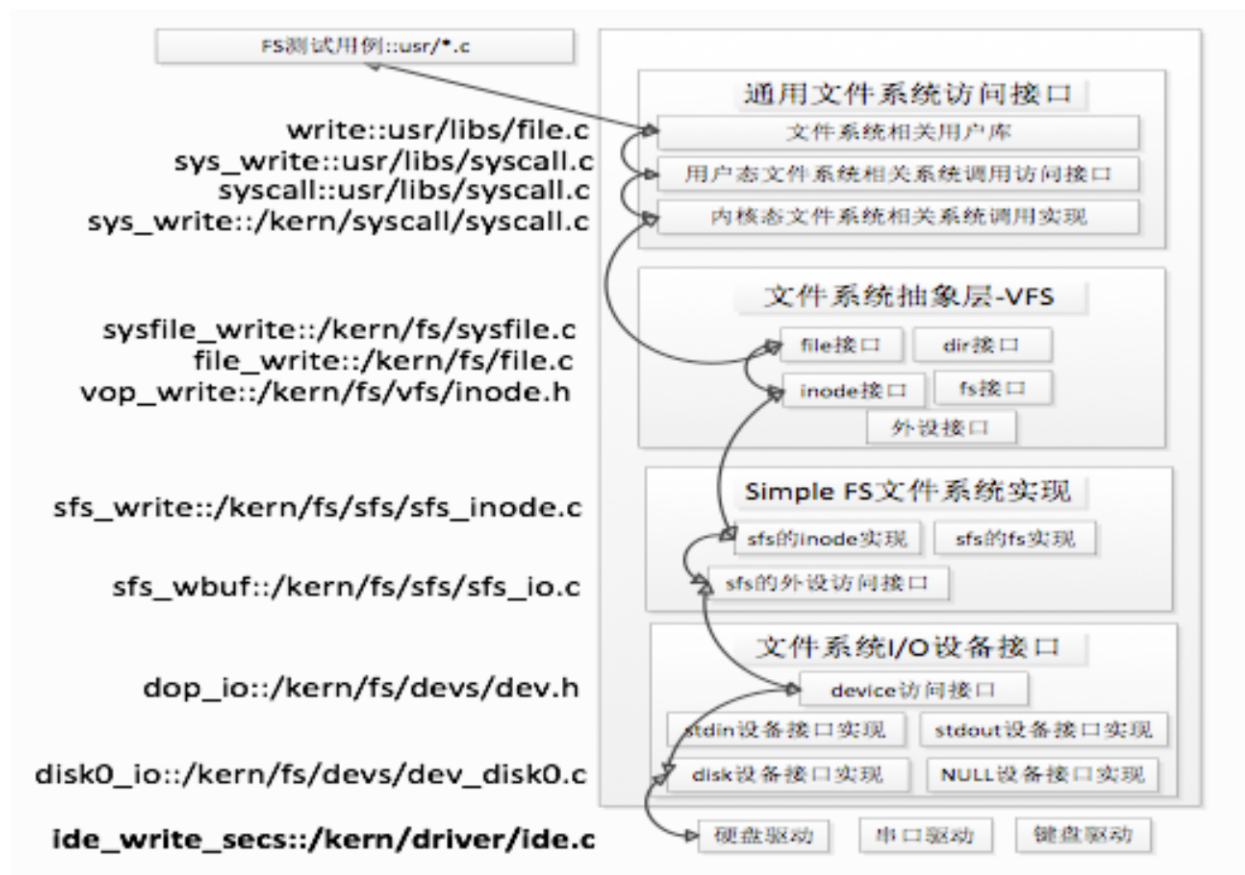 FS测试用例::usr/*.c
通用文件系统访问接口
write::usr/libs/file.c
文件系统相关用户库
sys_write::usr/libs/syscall.c
用户态文件系统相关系统调用访问接口
syscall::usr/libs/syscall.c
sys_write::/kern/syscall/syscall.c
内核态文件系统相关系统调用实现
文件系统抽象层-VFS
sysfile_write::/kern/fs/sysfile.c
file接口
dir接口
file_write::/kern/fs/file.c
vop_write::/kern/fs/vfs/inode.h
inode接口
fs接口
外设接口
Simple FS文件系统实现
sfs_write::/kern/fs/sfs/sfs_inode.c
sfs的inode实现
sfs的fs实现
sfs_wbuf::/kern/fs/sfs/sfs_io.c
sfs的外设访问接口
文件系统I/O设备接口
dop_io::/kern/fs/devs/dev.h
device访问接口
stdin设备接口实现
stdout设备接口实现
disk0_io::/kern/fs/devs/dev_disk0.c
disk设备接口实现
NULL设备接口实现
ide_write_secs::/kern/driver/ide.c
硬盘驱动
串口驱动
键盘驱动